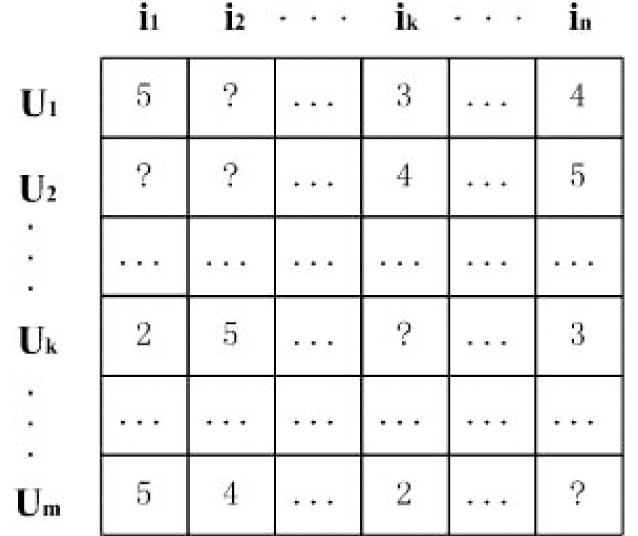 i1 i2 · · · ik · · · in
U1 5 ? ... 3 ... 4
U2 ? ? ... 4 ... 5
· ... ... ... ... ... ...
·
·
Uk 2 5 ... ? ... 3
· ... ... ... ... ... ...
·
·
Um 5 4 ... 2 ... ?